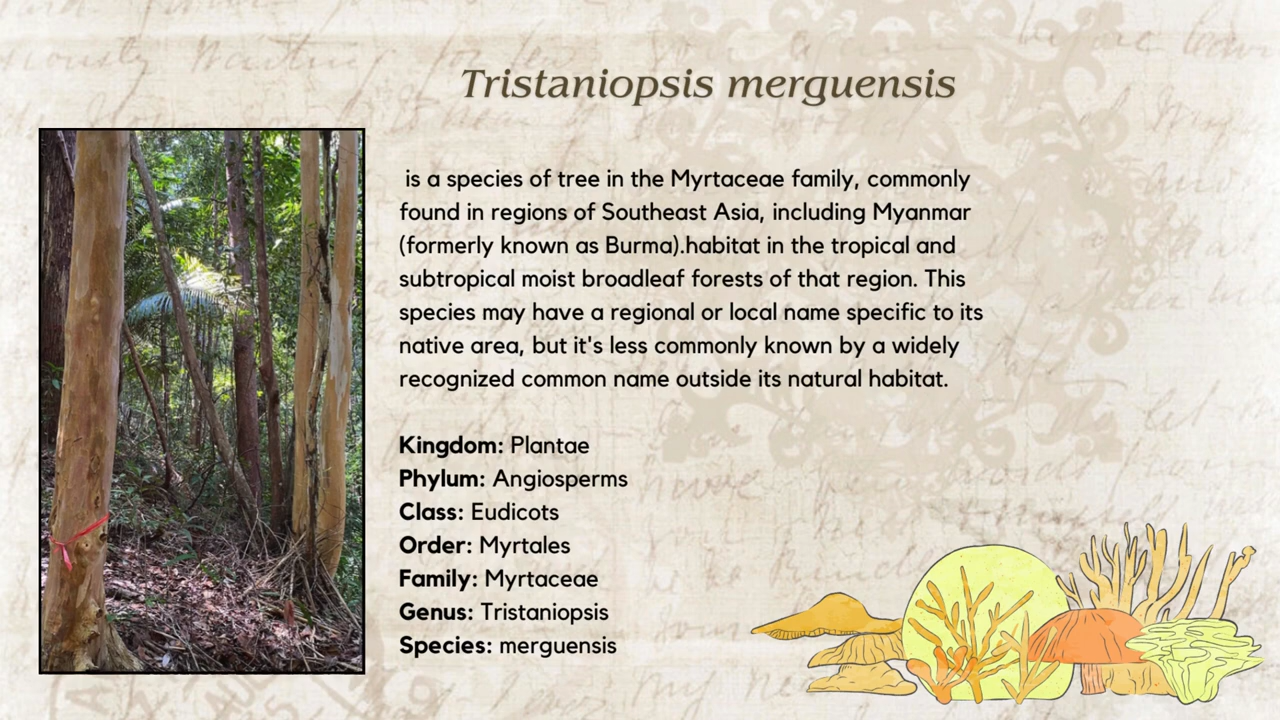 Tristaniopsis merguensis
is a species of tree in the Myrtaceae family, commonly
found in regions of Southeast Asia, including Myanmar
(formerly known as Burma).habitat in the tropical and
subtropical moist broadleaf forests of that region. This
species may have a regional or local name specific to its
native area, but it's less commonly known by a widely
recognized common name outside its natural habitat.
Kingdom: Plantae
Phylum: Angiosperms
Class: Eudicots
Order: Myrtales
Family: Myrtaceae
Genus: Tristaniopsis
Species: merguensis